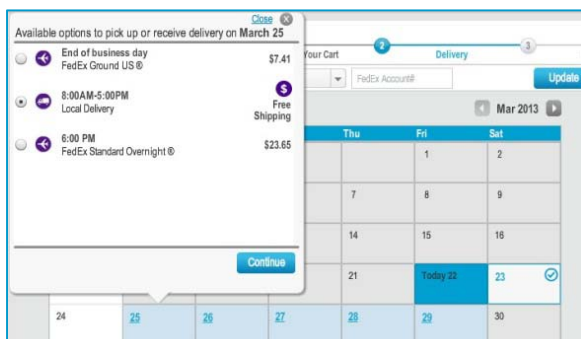 Close
Available options to pick up or receive delivery on March 25
End of business day
FedEx Ground US ®
$7.41
8:00AM-5:00PM
Local Delivery
$
Free
Shipping
6:00 PM
FedEx Standard Overnight ®
$23.65
Continue
Your Cart
2
Delivery
3
FedEx Account#
Update
Mar 2013
Thu
Fri
Sat
1
2
7
8
9
14
15
16
21
Today 22
23
24
25
26
27
28
29
30